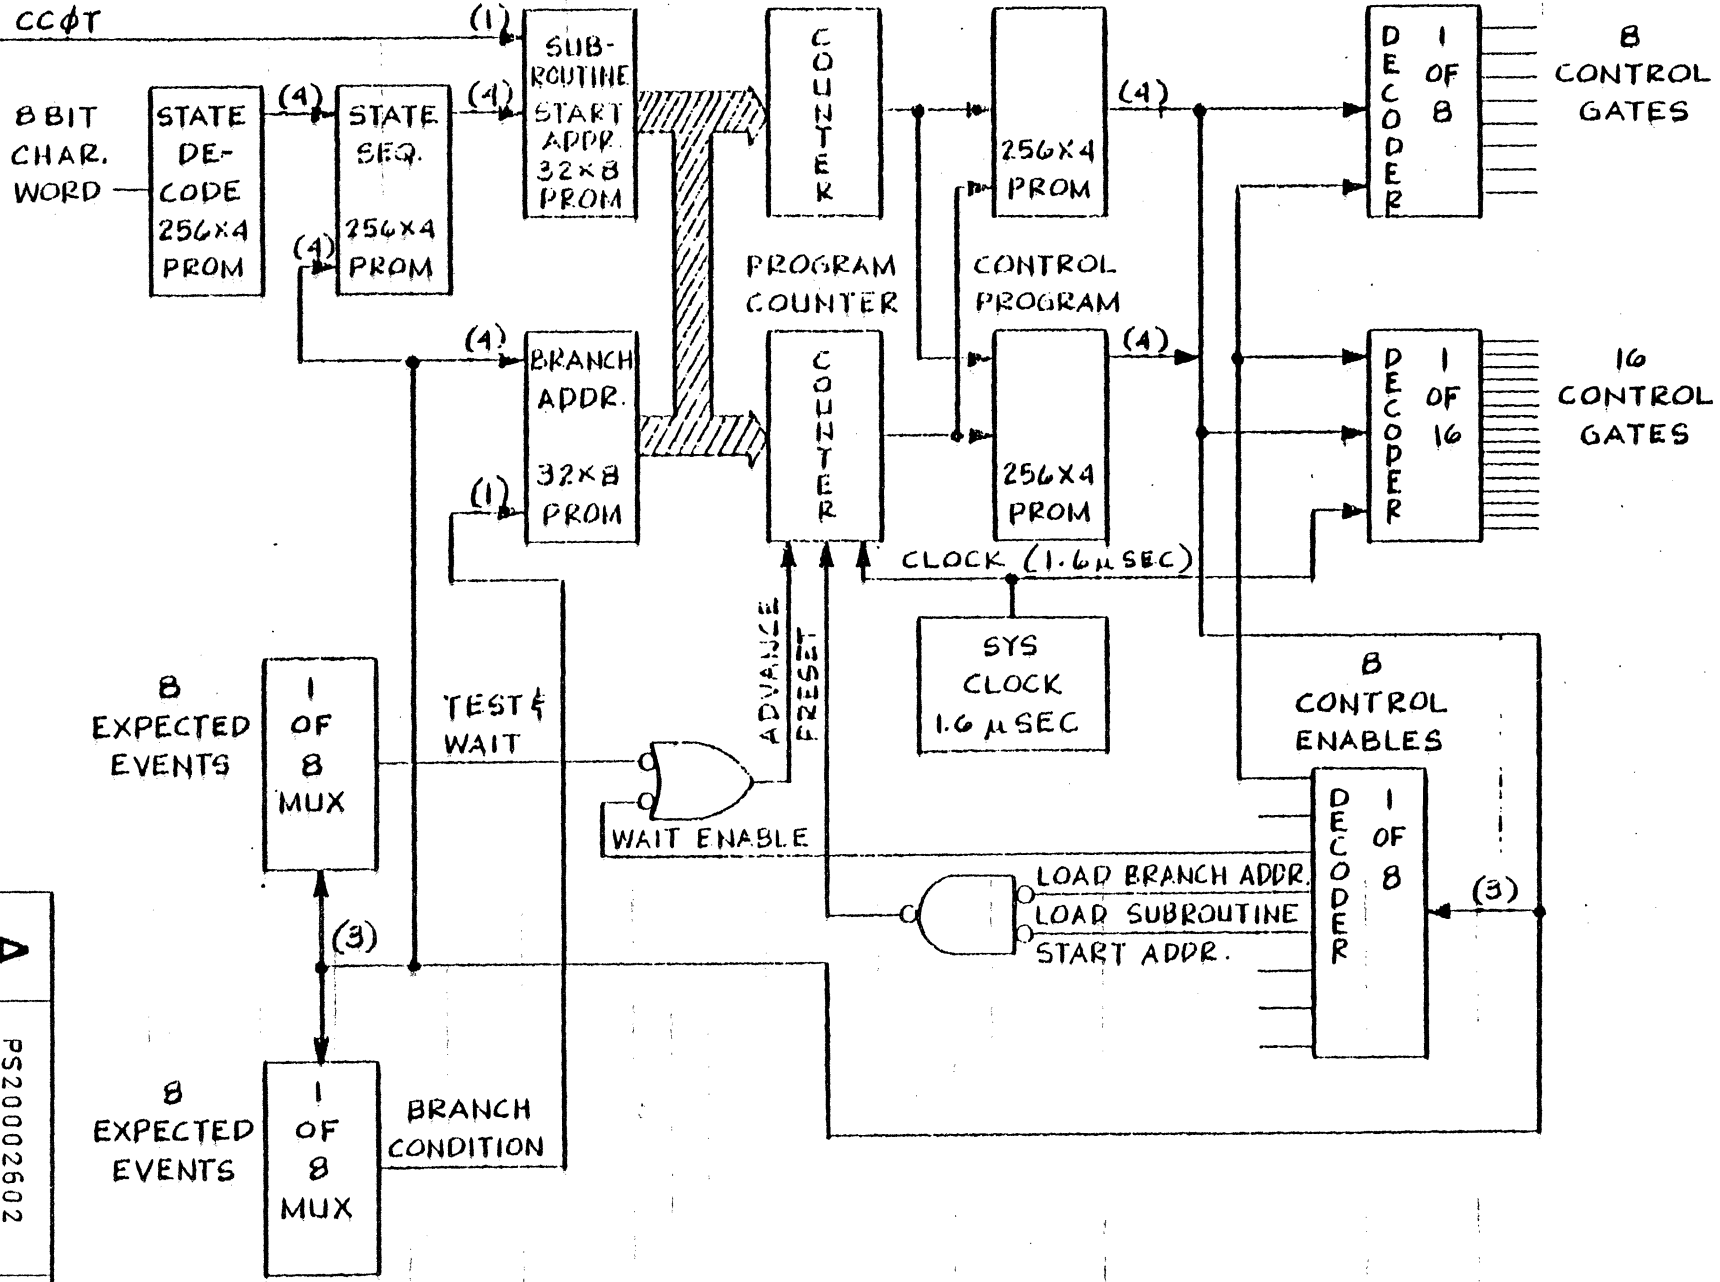 CCØT
(1)
8 BIT
CHAR.
WORD
STATE
DE-
CODE
256X4
PROM
(4)
STATE
SEQ.
256X4
PROM
(4)
(4)
SUB-
ROUTINE
START
ADDR.
32X8
PROM
COUNTER
256X4
PROM
(4)
DECODER
1
OF
8
8
CONTROL
GATES
PROGRAM
COUNTER
CONTROL
PROGRAM
(4)
BRANCH
ADDR.
32X8
PROM
(1)
COUNTER
256X4
PROM
(4)
DECODER
1
OF
16
16
CONTROL
GATES
CLOCK (1.6 μ SEC)
SYS
CLOCK
1.6 μ SEC
ADVANCE
PRESET
8
EXPECTED
EVENTS
1
OF
8
MUX
TEST &
WAIT
WAIT ENABLE
8
CONTROL
ENABLES
DECODER
1
OF
8
(3)
LOAD BRANCH ADDR.
LOAD SUBROUTINE
START ADDR.
(3)
8
EXPECTED
EVENTS
1
OF
8
MUX
BRANCH
CONDITION
A
PS200002602